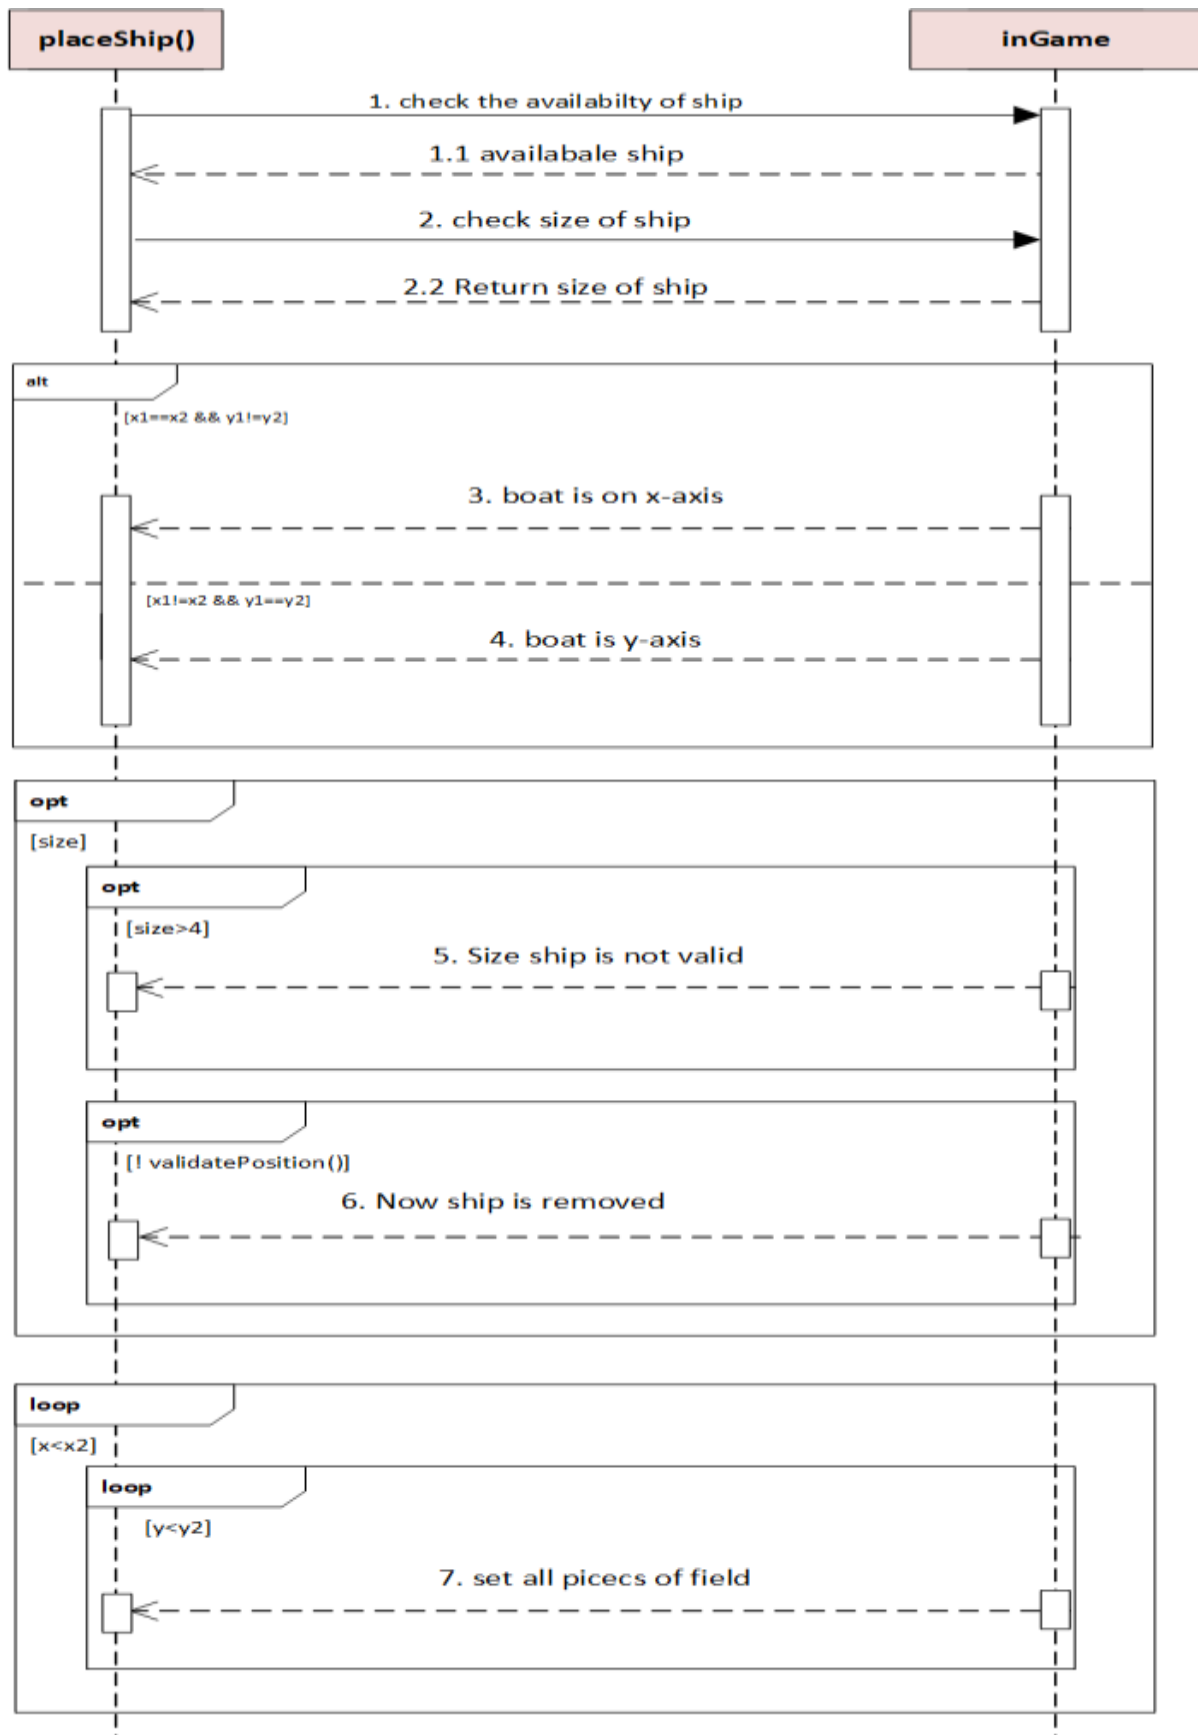 placeShip()
inGame
1. check the availabilty of ship
1.1 availabale ship
2. check size of ship
2.2 Return size of ship
alt
[x1==x2 && y1!=y2]
3. boat is on x-axis
[x1!=x2 && y1==y2]
4. boat is y-axis
opt
[size]
opt
[size>4]
5. Size ship is not valid
opt
[! validatePosition()]
6. Now ship is removed
loop
[x<x2]
loop
[y<y2]
7. set all picecs of field